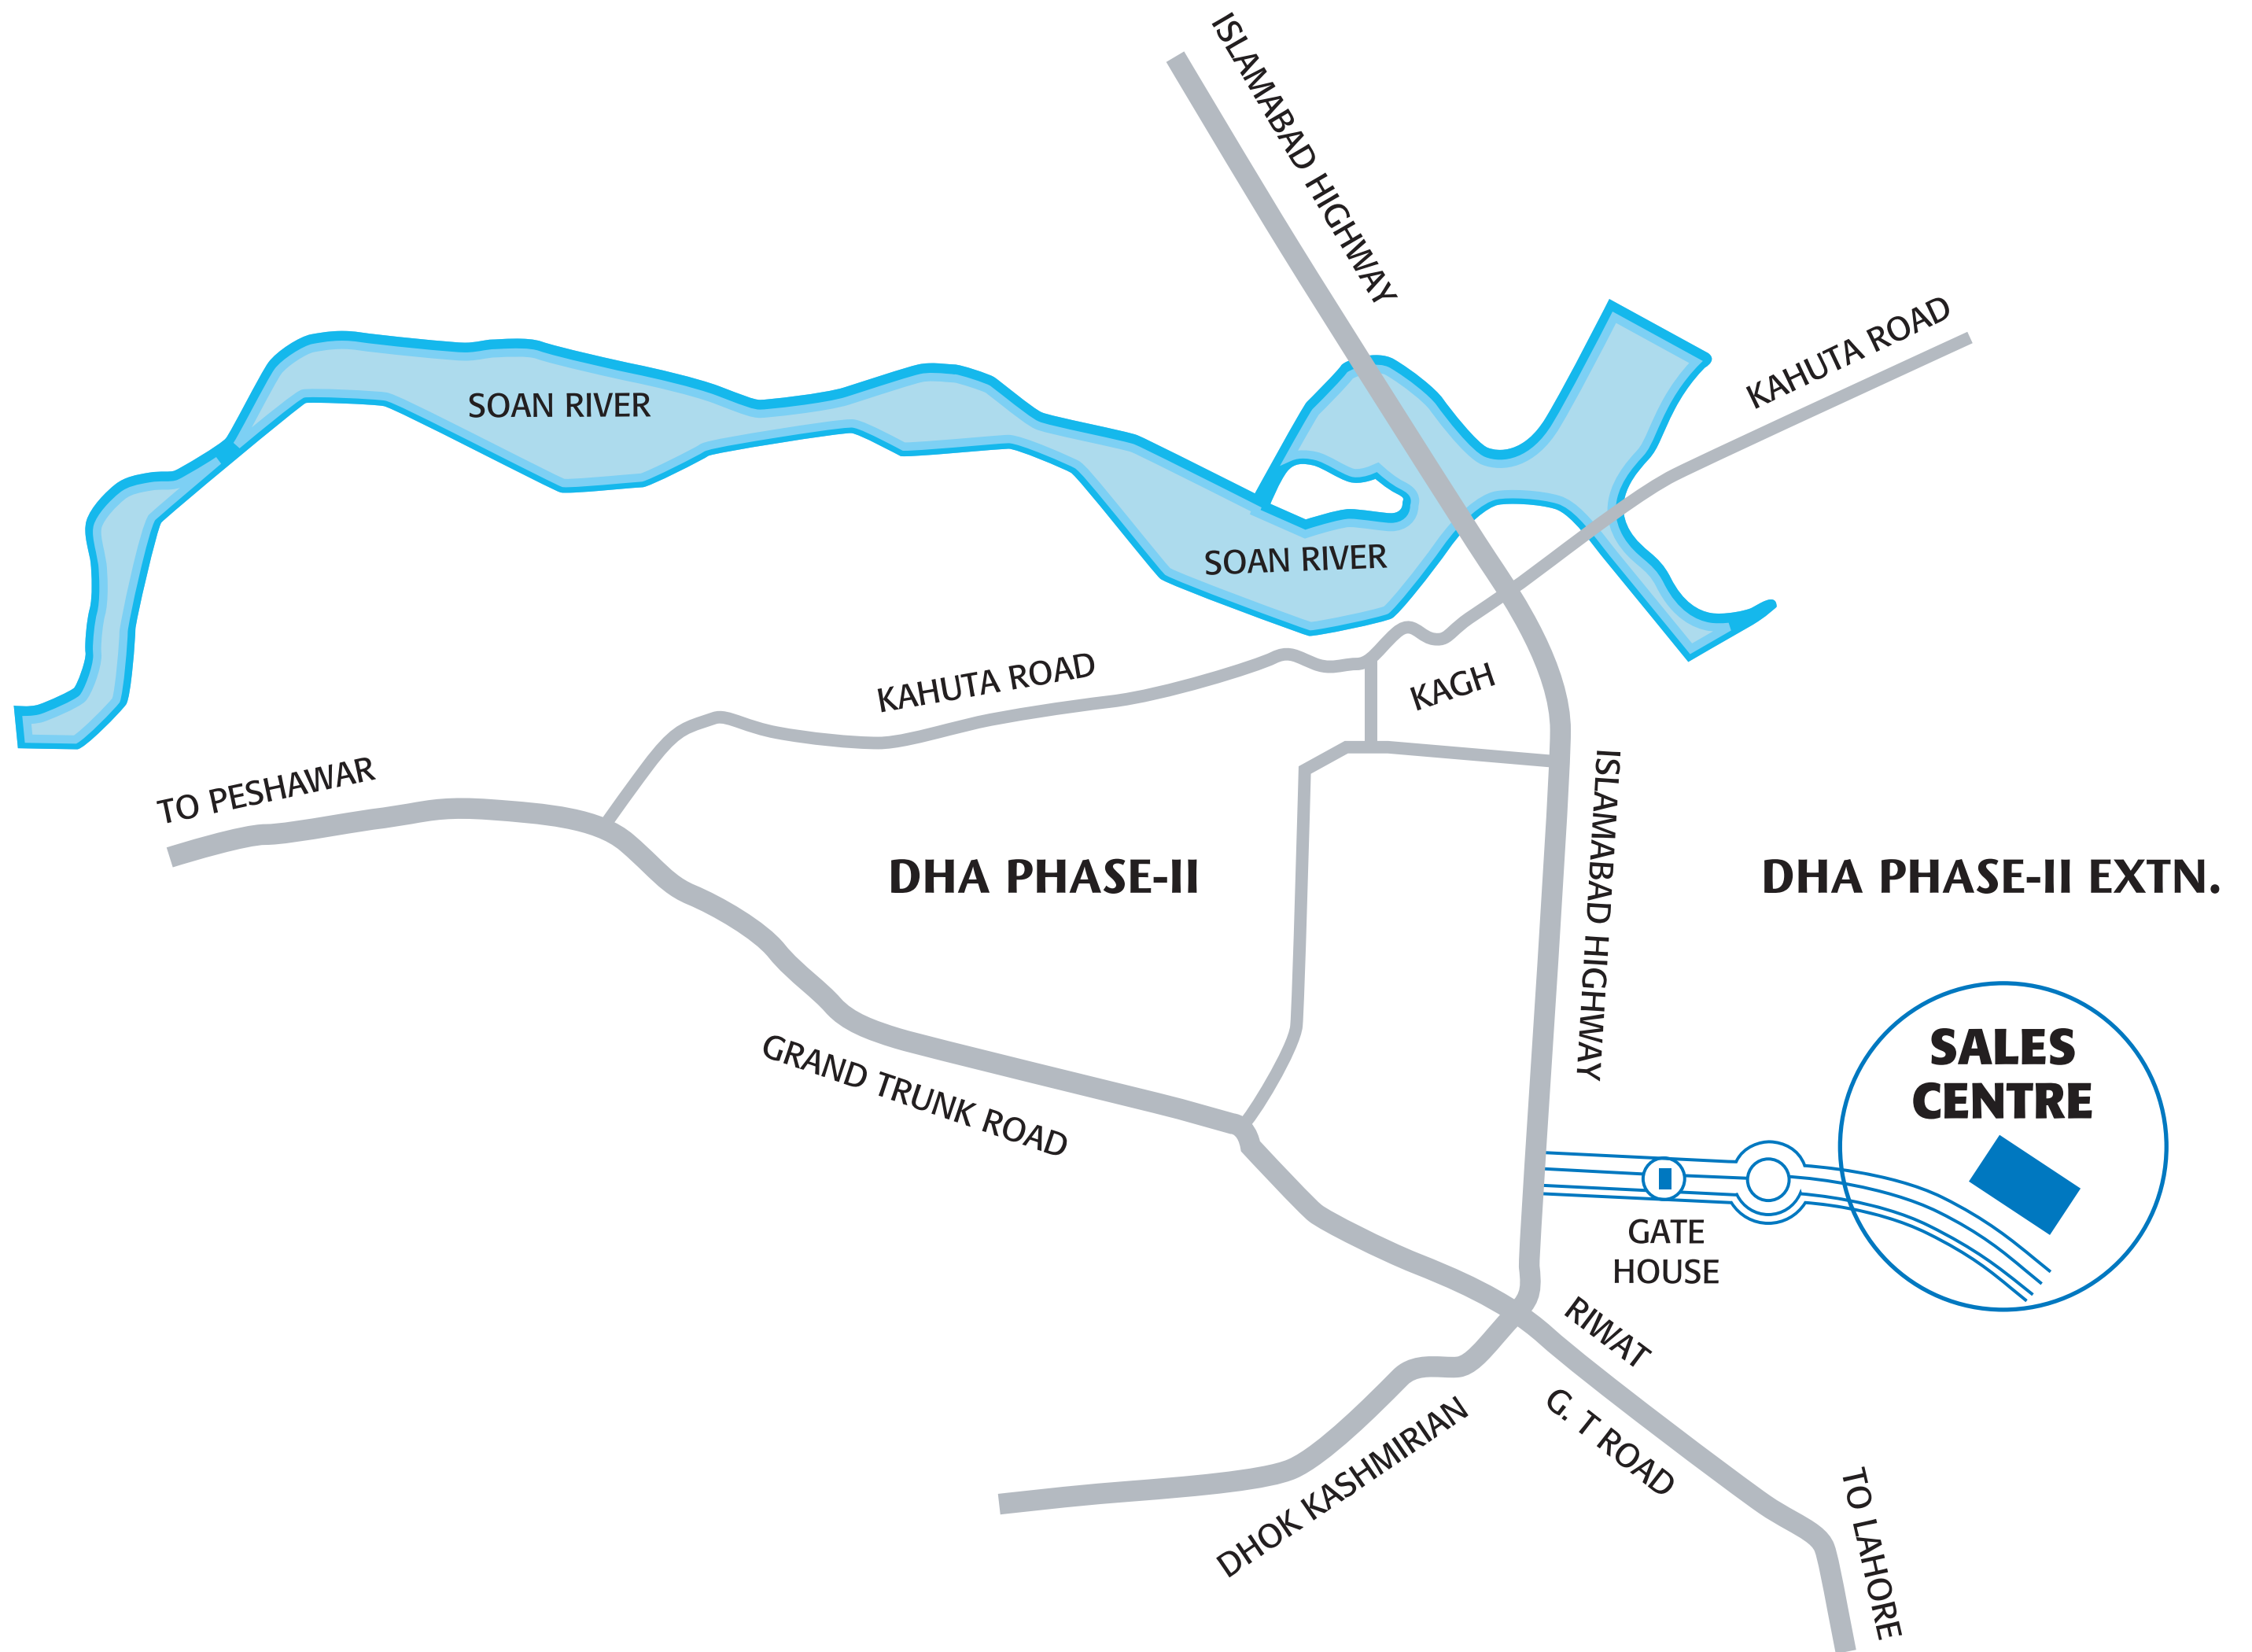 ISLAMABAD HIGHWAY
KAHUTA ROAD
SOAN RIVER
SOAN RIVER
KAHUTA ROAD
KAGH
TO PESHAWAR
ISLAMABAD HIGHWAY
DHA PHASE-II
DHA PHASE-II EXTN.
GRAND TRUNK ROAD
SALES
CENTRE
GATE
HOUSE
RIWAT
G. T ROAD
DHOK KASHMIRIAN
TO LAHORE